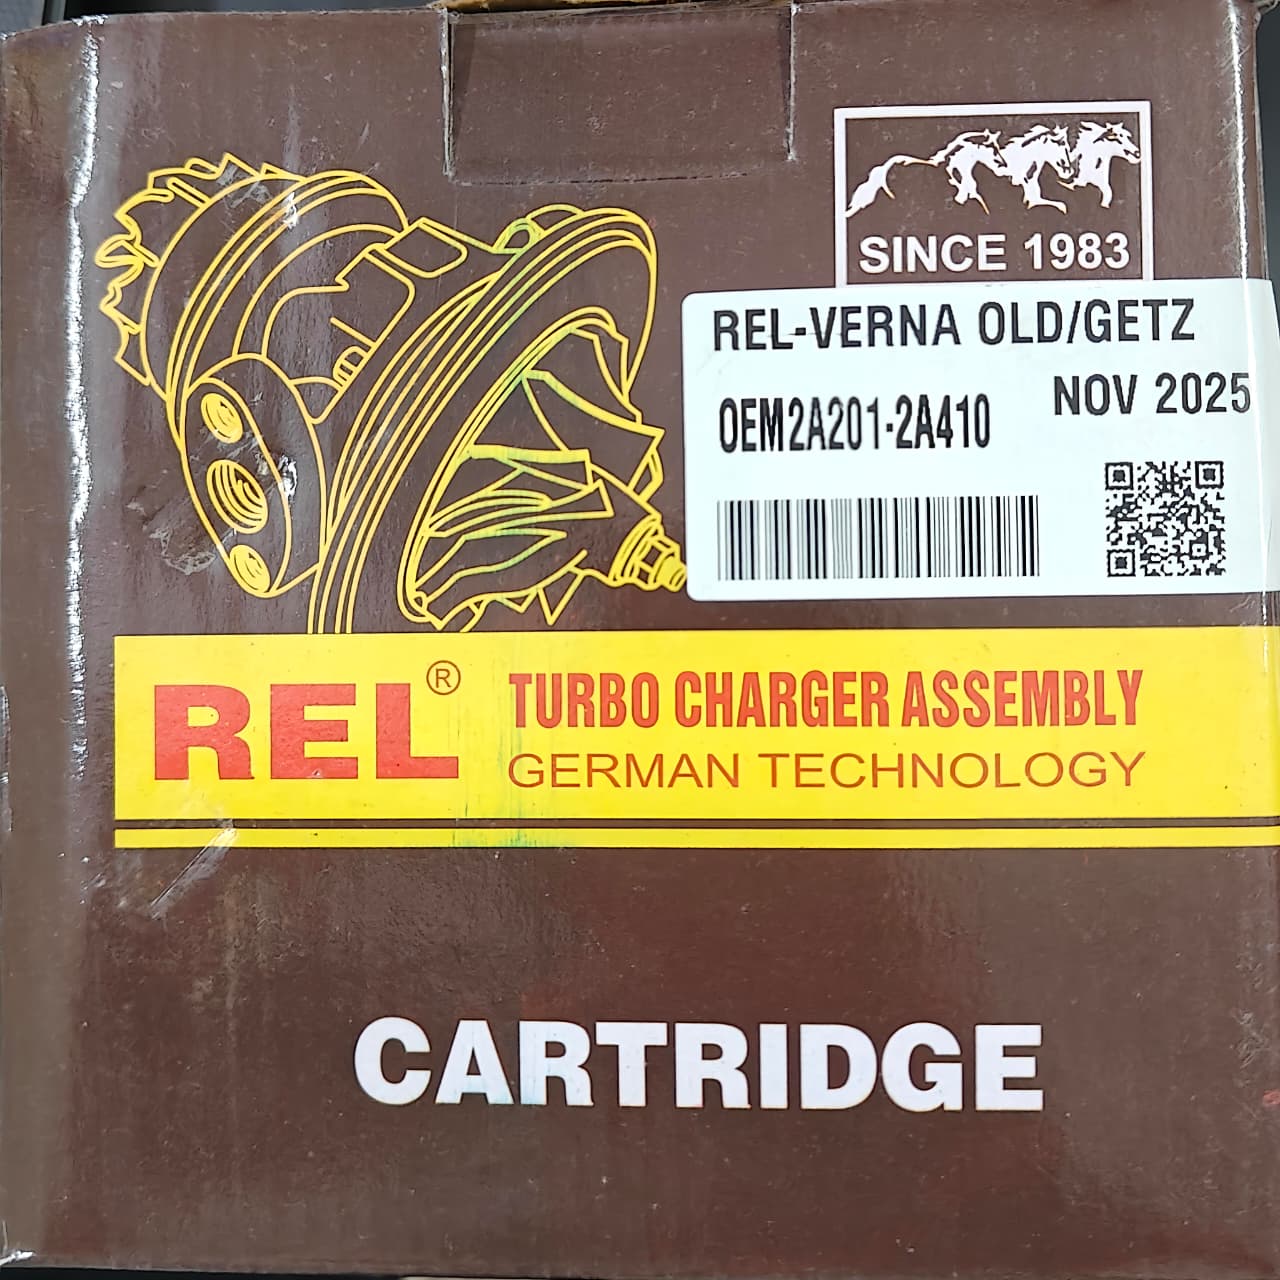 SINCE 1983
REL-VERNA OLD/GETZ
NOV 2025
OEM2A201-2A410
REL®
TURBO CHARGER ASSEMBLY
GERMAN TECHNOLOGY
CARTRIDGE